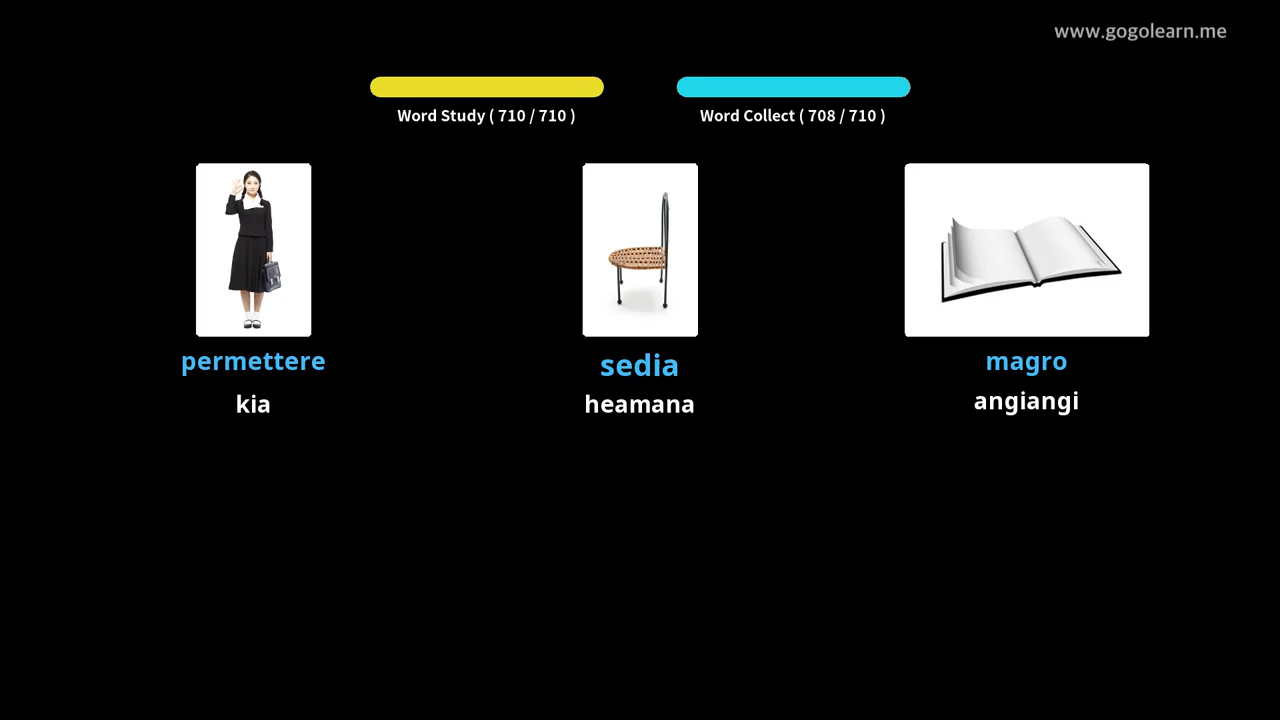 www.gogolearn.me
Word Study ( 710 / 710 )
Word Collect ( 708 / 710 )
permettere
kia
sedia
heamana
magro
angiangi